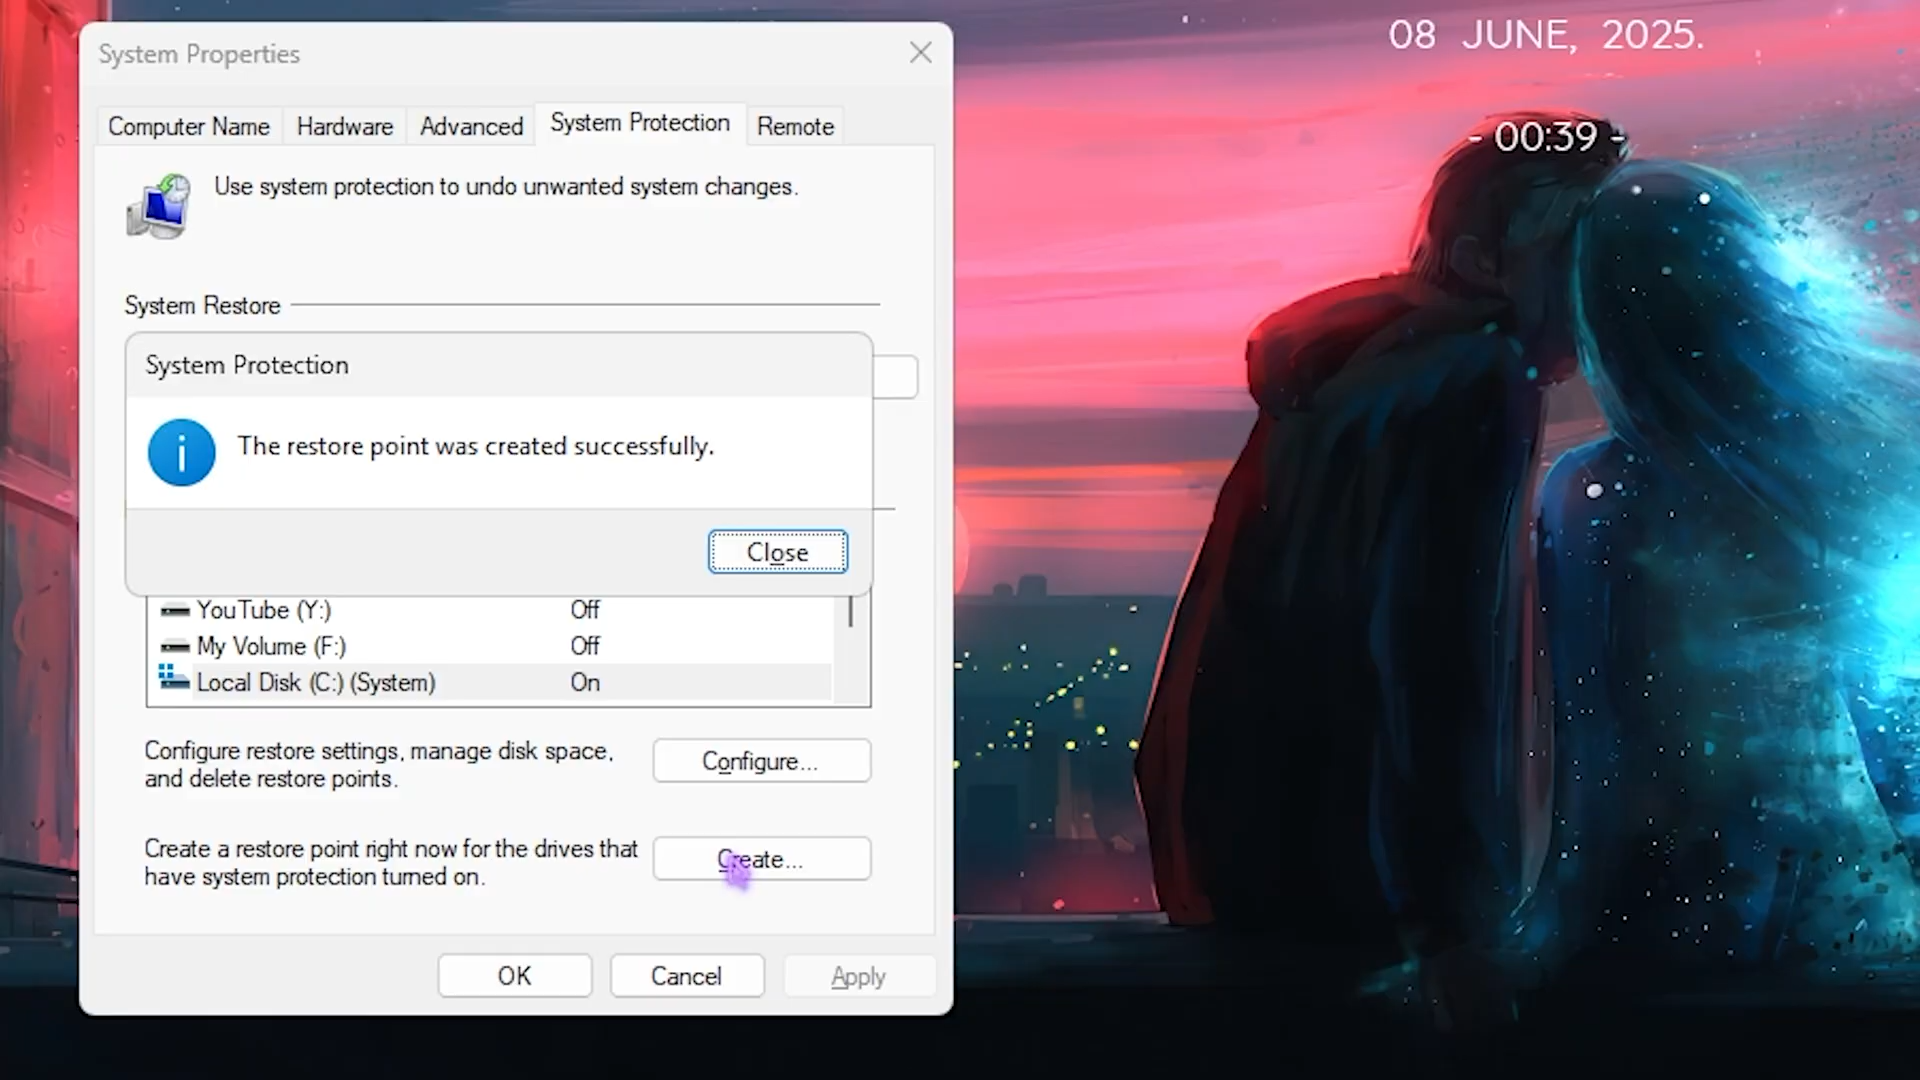 08 JUNE, 2025.
- 00:39 -
System Properties
Computer Name Hardware Advanced System Protection Remote
Use system protection to undo unwanted system changes.
System Restore
System Protection
The restore point was created successfully.
Close
YouTube (Y:) Off
My Volume (F:) Off
Local Disk (C:) (System) On
Configure restore settings, manage disk space,
and delete restore points.
Configure...
Create a restore point right now for the drives that
have system protection turned on.
Create...
OK Cancel Apply